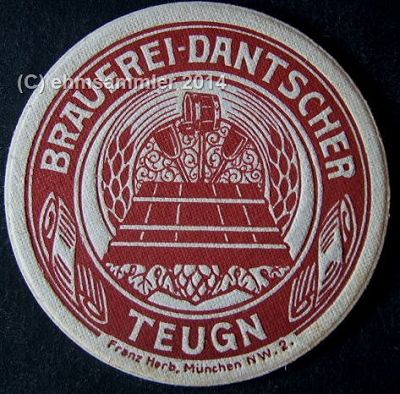 (C) ehmsammler 2014
BRAUEREI-DANTSCHER
TEUGN
Franz Herb, München NW. 2.